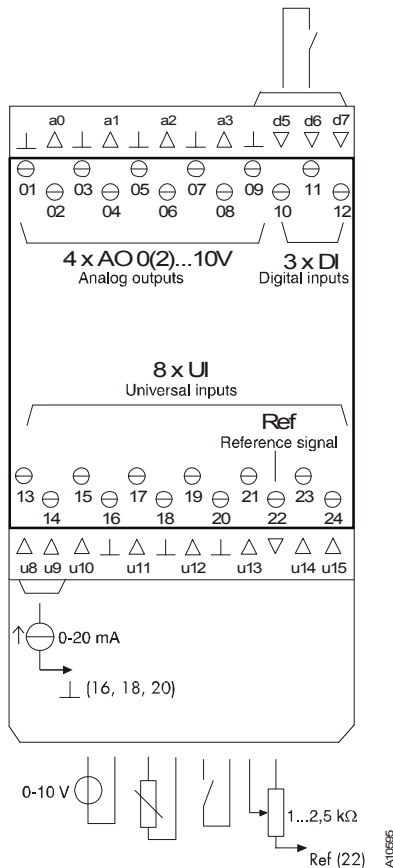 a0 a1 a2 a3 d5 d6 d7
⊥ ⊥ ⊥ ⊥ ⊥
01 03 05 07 09 11
02 04 06 08 10 12
4 x AO 0(2)...10V 3 x DI
Analog outputs Digital inputs
8 x UI
Universal inputs
Ref
Reference signal
13 15 17 19 21 23
14 16 18 20 22 24
⊥ ⊥ ⊥
u8 u9 u10 u11 u12 u13 u14 u15
0-20 mA
⊥ (16, 18, 20)
0-10 V
1...2,5 kΩ
Ref (22)
A10595